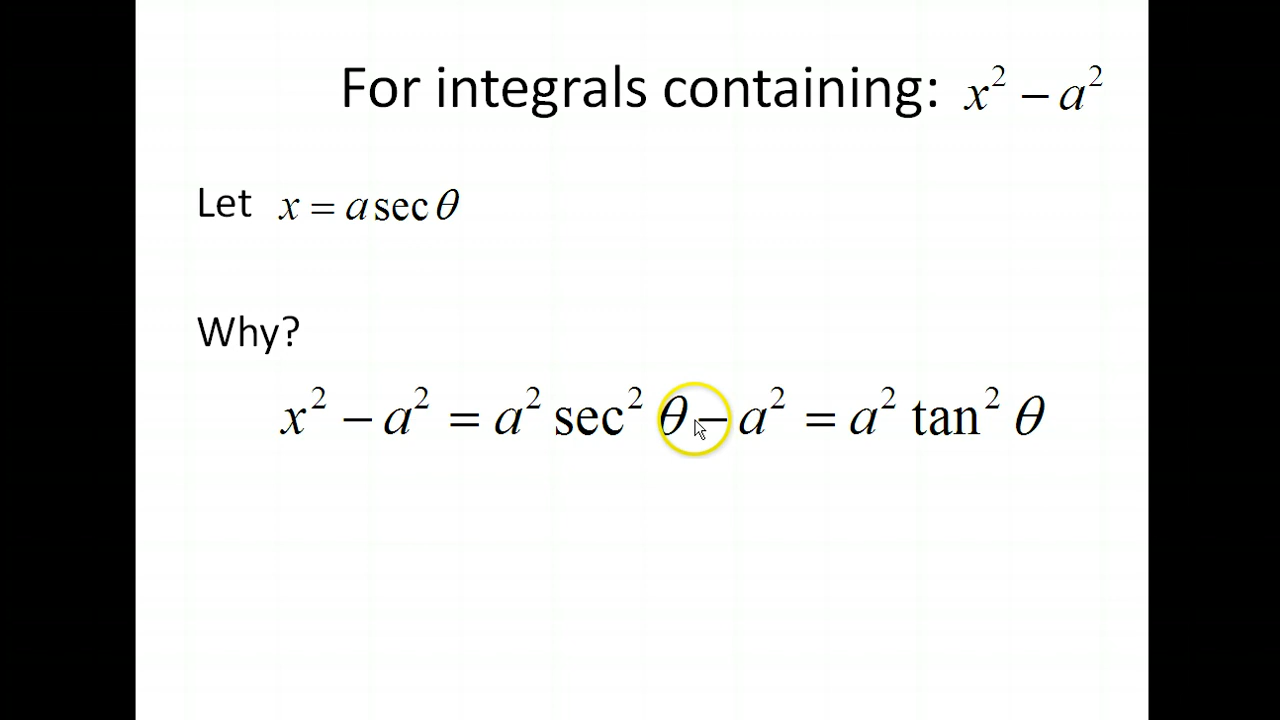 For integrals containing: x² − a²
Let x = a sec θ
Why?
x² − a² = a² sec² θ − a² = a² tan² θ